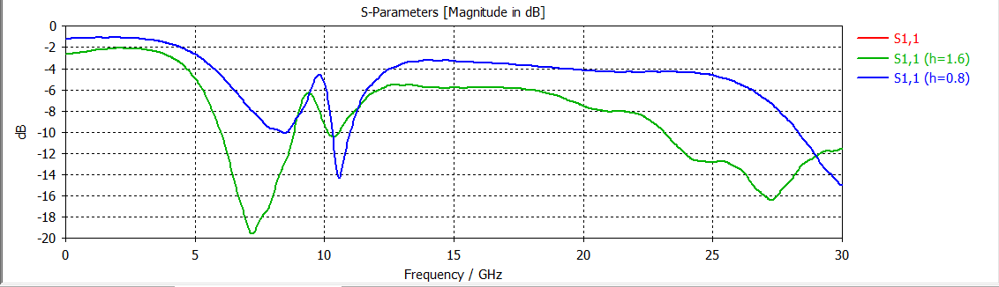 S-Parameters [Magnitude in dB]
0
-2
-4
-6
-8
-10
-12
-14
-16
-18
-20
dB
0 5 10 15 20 25 30
Frequency / GHz
S1,1
S1,1 (h=1.6)
S1,1 (h=0.8)